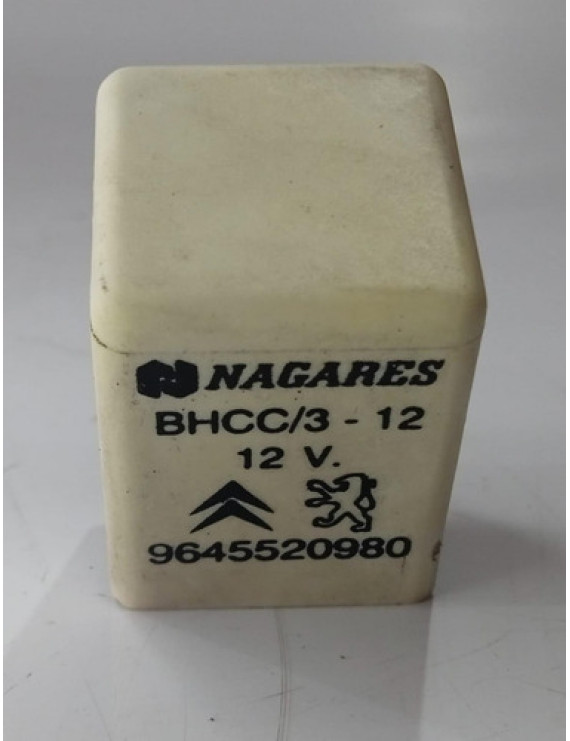 NAGARES
BHCC/3 - 12
12 V.
9645520980